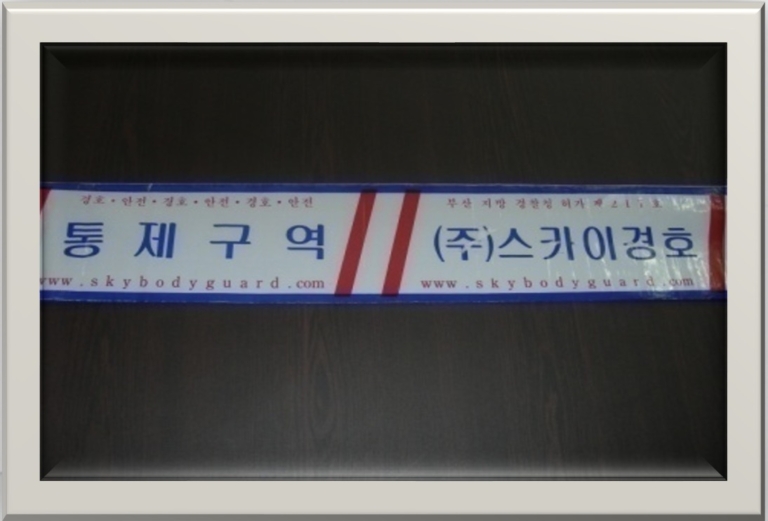 경호 · 안전 · 경호 · 안전 · 경호 · 안전
통제구역
www.skybodyguard.com
부산 지방 경찰청 허가 제
(주)스카이경호
www.skybodyguard.com